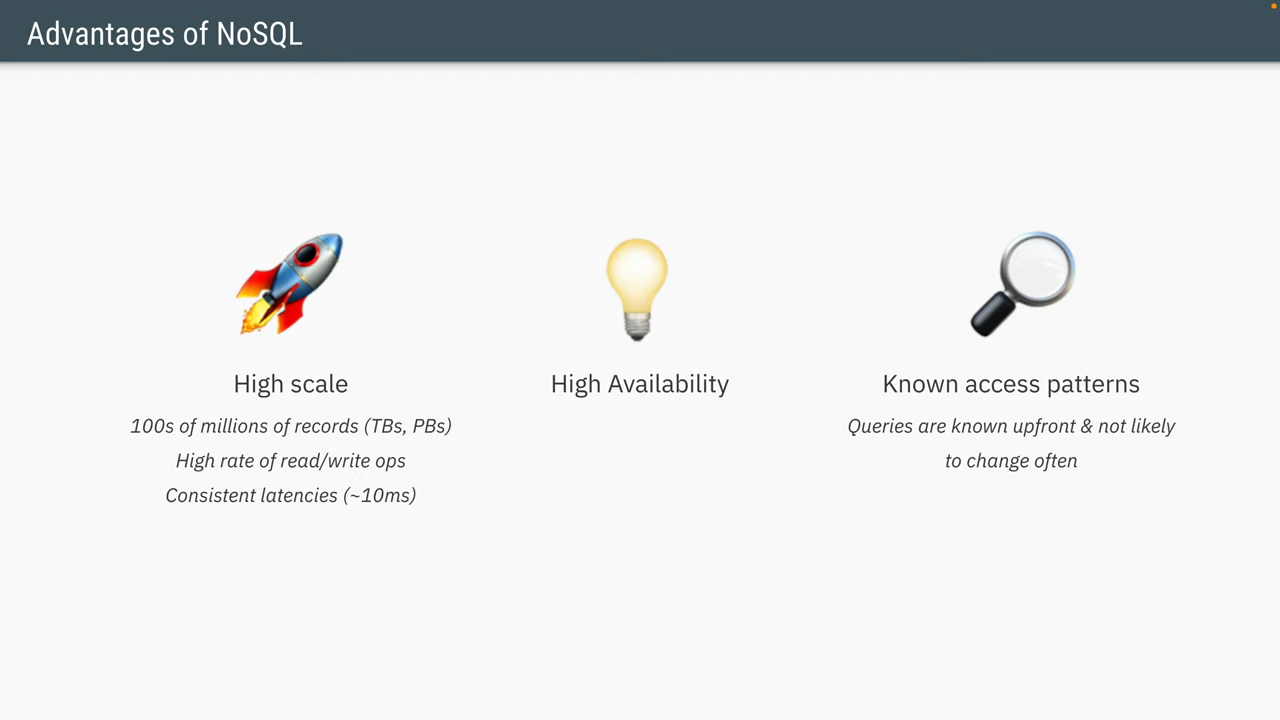 Advantages of NoSQL
High scale
100s of millions of records (TBs, PBs)
High rate of read/write ops
Consistent latencies (~10ms)
High Availability
Known access patterns
Queries are known upfront & not likely
to change often